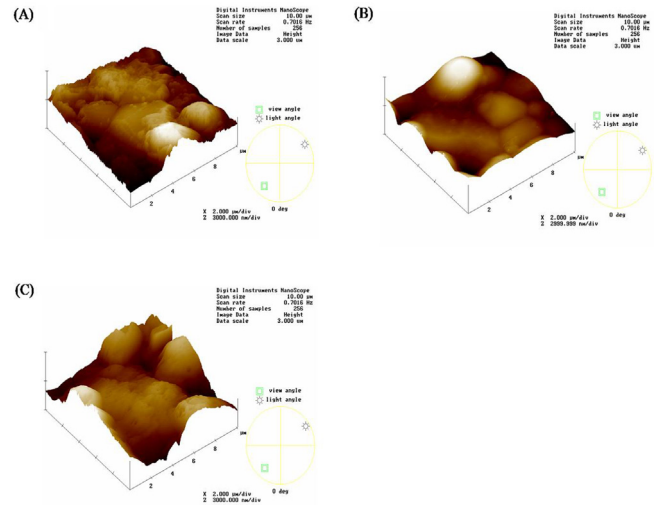 (A)
Digital Instruments NanoScope
Scan size 10.00 µm
Scan rate 0.7016 Hz
Number of samples 256
Image Data Height
Data scale 3.000 um
view angle
light angle
µm
8
6
4
2
X 2.000 µm/div
Z 3000.000 nm/div
0 deg
(B)
Digital Instruments NanoScope
Scan size 10.00 µm
Scan rate 0.7016 Hz
Number of samples 256
Image Data Height
Data scale 3.000 um
view angle
light angle
µm
8
6
4
2
X 2.000 µm/div
Z 2999.999 nm/div
0 deg
(C)
Digital Instruments NanoScope
Scan size 10.00 µm
Scan rate 0.7016 Hz
Number of samples 256
Image Data Height
Data scale 3.000 um
view angle
light angle
µm
8
6
4
2
X 2.000 µm/div
Z 3000.000 nm/div
0 deg